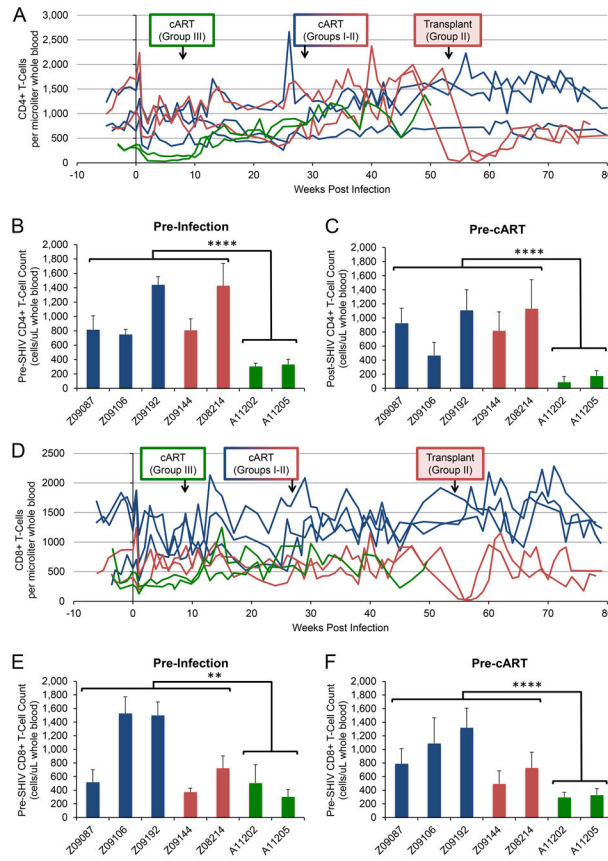 A
cART
(Group III)
cART
(Groups I-II)
Transplant
(Group II)
CD4+ T-Cells
per microliter whole blood
3,000
2,500
2,000
1,500
1,000
500
0
-10 0 10 20 30 40 50 60 70 80
Weeks Post Infection
B
Pre-Infection
****
Pre-SHIV CD4+ T-Cell Count
(cells/uL whole blood)
2,000
1,800
1,600
1,400
1,200
1,000
800
600
400
200
0
Z09087 Z09106 Z09192 Z09144 Z08214 A11202 A11205
C
Pre-cART
****
Post-SHIV CD4+ T-Cell Count
(cells/uL whole blood)
2,000
1,800
1,600
1,400
1,200
1,000
800
600
400
200
0
Z09087 Z09106 Z09192 Z09144 Z08214 A11202 A11205
D
cART
(Group III)
cART
(Groups I-II)
Transplant
(Group II)
CD8+ T-Cells
per microliter whole blood
2500
2000
1500
1000
500
0
-10 0 10 20 30 40 50 60 70 80
Weeks Post Infection
E
Pre-Infection
**
Pre-SHIV CD8+ T-Cell Count
(cells/uL whole blood)
2,000
1,800
1,600
1,400
1,200
1,000
800
600
400
200
0
Z09087 Z09106 Z09192 Z09144 Z08214 A11202 A11205
F
Pre-cART
****
Pre-SHIV CD8+ T-Cell Count
(cells/uL whole blood)
2,000
1,800
1,600
1,400
1,200
1,000
800
600
400
200
0
Z09087 Z09106 Z09192 Z09144 Z08214 A11202 A11205